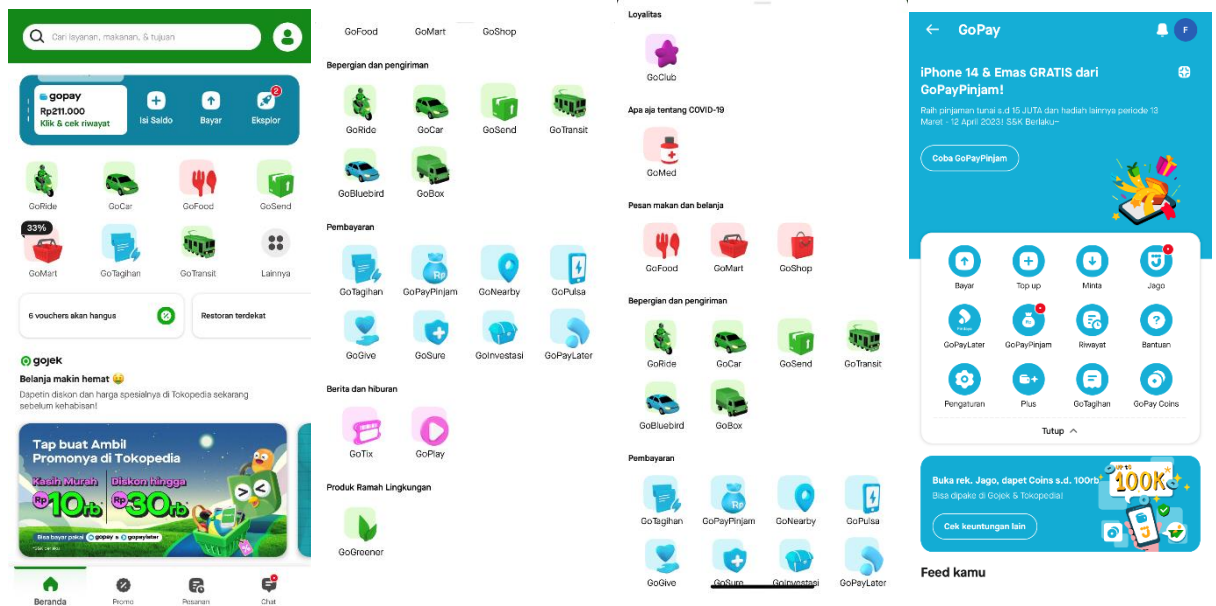 Cari layanan, makanan, & tujuan
gopay
Rp211.000
Klik & cek riwayat
Isi Saldo
Bayar
2
Eksplor
GoRide
GoCar
GoFood
GoSend
33%
GoMart
GoTagihan
GoTransit
Lainnya
6 vouchers akan hangus
Restoran terdekat
gojek
Belanja makin hemat 🤑
Dapetin diskon dan harga spesialnya di Tokopedia sekarang
sebelum kehabisan!
Tap buat Ambil
Promonya di Tokopedia
Kasih Murah
Rp10rb*
Diskon hingga
Rp30rb*
Bisa bayar pakai gopay & gopaylater
Beranda
Promo
Pesanan
Chat
GoFood
GoMart
GoShop
Bepergian dan pengiriman
GoRide
GoCar
GoSend
GoTransit
GoBluebird
GoBox
Pembayaran
GoTagihan
Rp
GoPayPinjam
GoNearby
GoPulsa
GoGive
GoSure
GoInvestasi
GoPayLater
Berita dan hiburan
GoTix
GoPlay
Produk Ramah Lingkungan
GoGreener
Loyalitas
GoClub
Apa aja tentang COVID-19
GoMed
Pesan makan dan belanja
GoFood
GoMart
GoShop
Bepergian dan pengiriman
GoRide
GoCar
GoSend
GoTransit
GoBluebird
GoBox
Pembayaran
GoTagihan
Rp
GoPayPinjam
GoNearby
GoPulsa
GoGive
GoSure
GoInvestasi
GoPayLater
GoPay
F
iPhone 14 & Emas GRATIS dari
GoPayPinjam!
Raih pinjaman tunai s.d 15 JUTA dan hadiah lainnya periode 13
Maret - 12 April 2023! S&K Berlaku~
Coba GoPayPinjam
Bayar
Top up
Minta
Jago
GoPayLater
GoPayPinjam
Riwayat
Bantuan
Pengaturan
Plus
GoTagihan
GoPay Coins
Tutup
Buka rek. Jago, dapet Coins s.d. 100rb*
Bisa dipake di Gojek & Tokopedia!
Cek keuntungan lain
UP TO
100K
Feed kamu